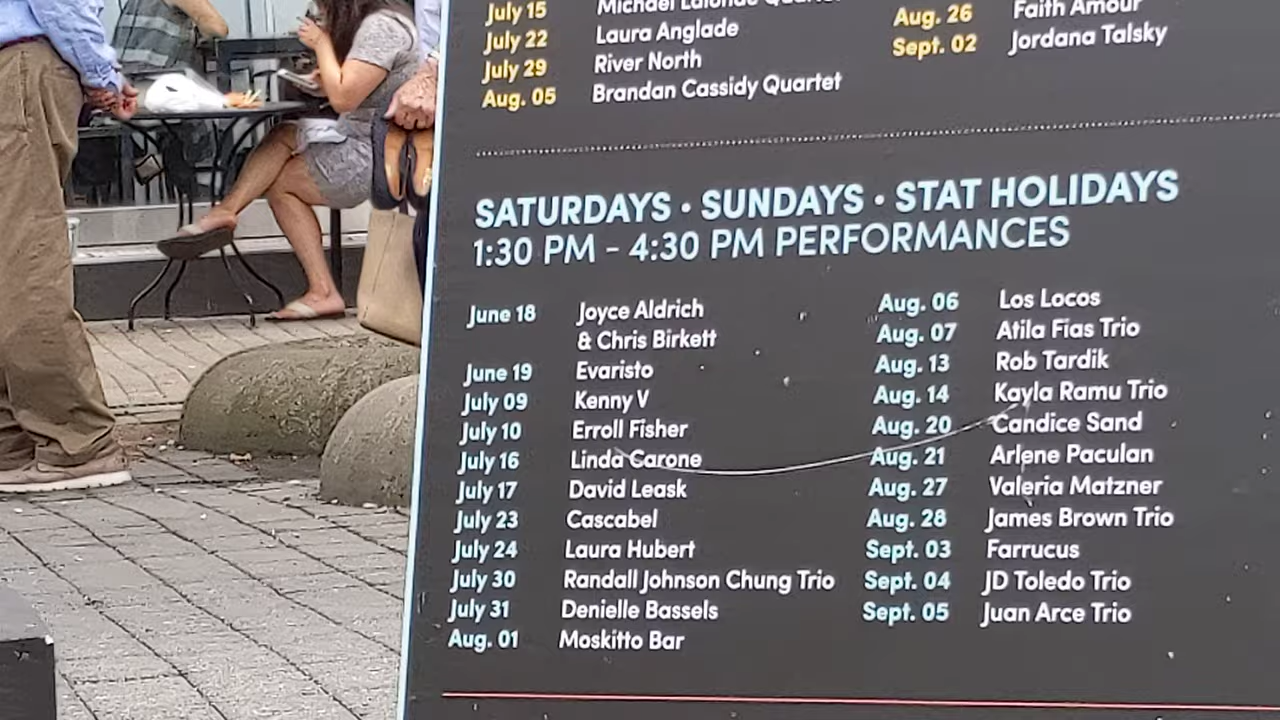 July 15 Michael Lalonde
July 22 Laura Anglade
July 29 River North
Aug. 05 Brandan Cassidy Quartet
Aug. 26 Faith Amour
Sept. 02 Jordana Talsky
SATURDAYS • SUNDAYS • STAT HOLIDAYS
1:30 PM - 4:30 PM PERFORMANCES
June 18 Joyce Aldrich
& Chris Birkett
June 19 Evaristo
July 09 Kenny V
July 10 Erroll Fisher
July 16 Linda Carone
July 17 David Leask
July 23 Cascabel
July 24 Laura Hubert
July 30 Randall Johnson Chung Trio
July 31 Denielle Bassels
Aug. 01 Moskitto Bar
Aug. 06 Los Locos
Aug. 07 Atila Fias Trio
Aug. 13 Rob Tardik
Aug. 14 Kayla Ramu Trio
Aug. 20 Candice Sand
Aug. 21 Arlene Paculan
Aug. 27 Valeria Matzner
Aug. 28 James Brown Trio
Sept. 03 Farrucus
Sept. 04 JD Toledo Trio
Sept. 05 Juan Arce Trio